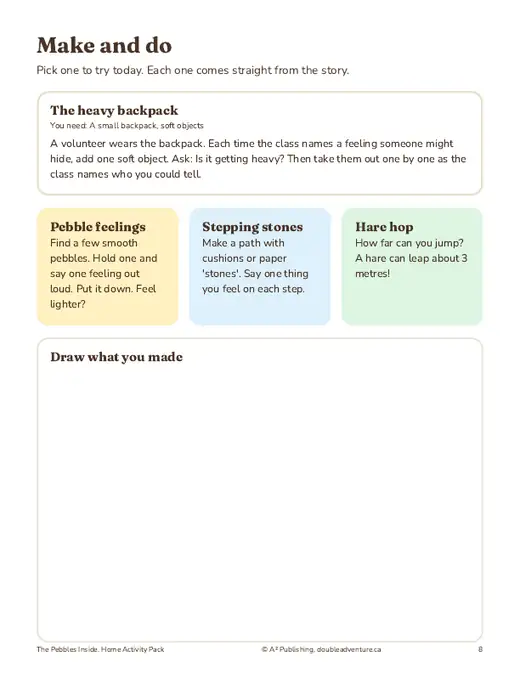 Make and do
Pick one to try today. Each one comes straight from the story.
The heavy backpack
You need: A small backpack, soft objects
A volunteer wears the backpack. Each time the class names a feeling someone might
hide, add one soft object. Ask: Is it getting heavy? Then take them out one by one as the
class names who you could tell.
Pebble feelings
Find a few smooth
pebbles. Hold one and
say one feeling out
loud. Put it down. Feel
lighter?
Stepping stones
Make a path with
cushions or paper
'stones'. Say one thing
you feel on each step.
Hare hop
How far can you jump?
A hare can leap about 3
metres!
Draw what you made
The Pebbles Inside. Home Activity Pack
© A² Publishing, doubleadventure.ca
8